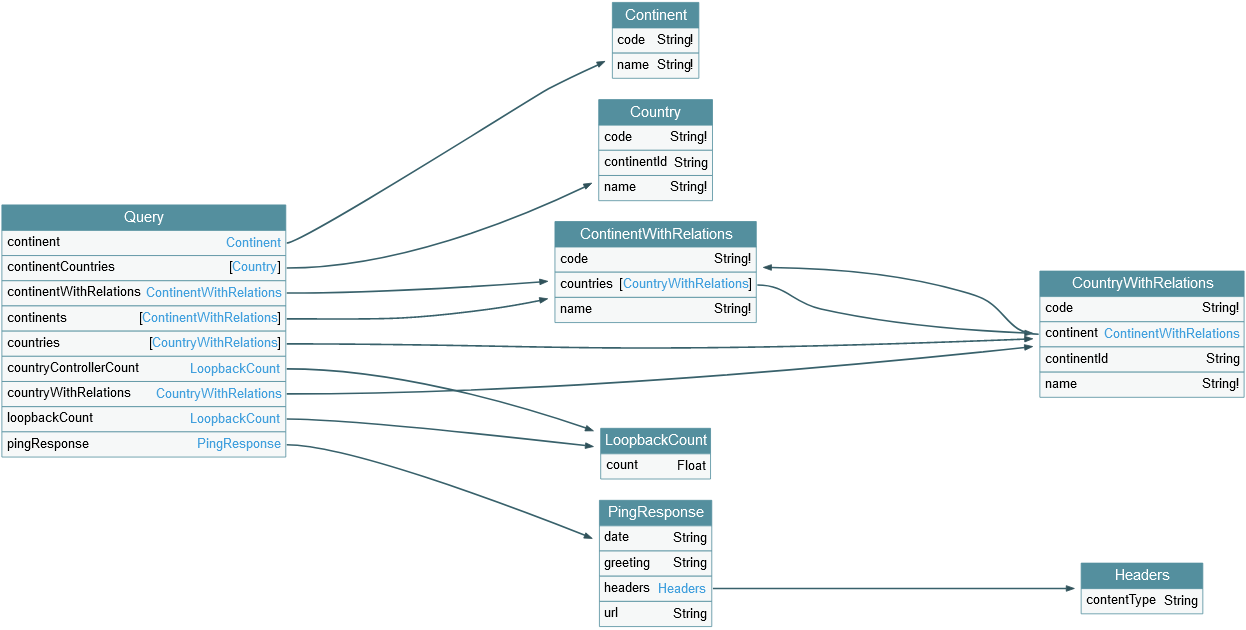 Continent
code String!
name String!
Country
code String!
continentId String
name String!
Query
continent Continent
continentCountries [Country]
continentWithRelations ContinentWithRelations
continents [ContinentWithRelations]
countries [CountryWithRelations]
countryControllerCount LoopbackCount
countryWithRelations CountryWithRelations
loopbackCount LoopbackCount
pingResponse PingResponse
ContinentWithRelations
code String!
countries [CountryWithRelations]
name String!
CountryWithRelations
code String!
continent ContinentWithRelations
continentId String
name String!
LoopbackCount
count Float
PingResponse
date String
greeting String
headers Headers
url String
Headers
contentType String